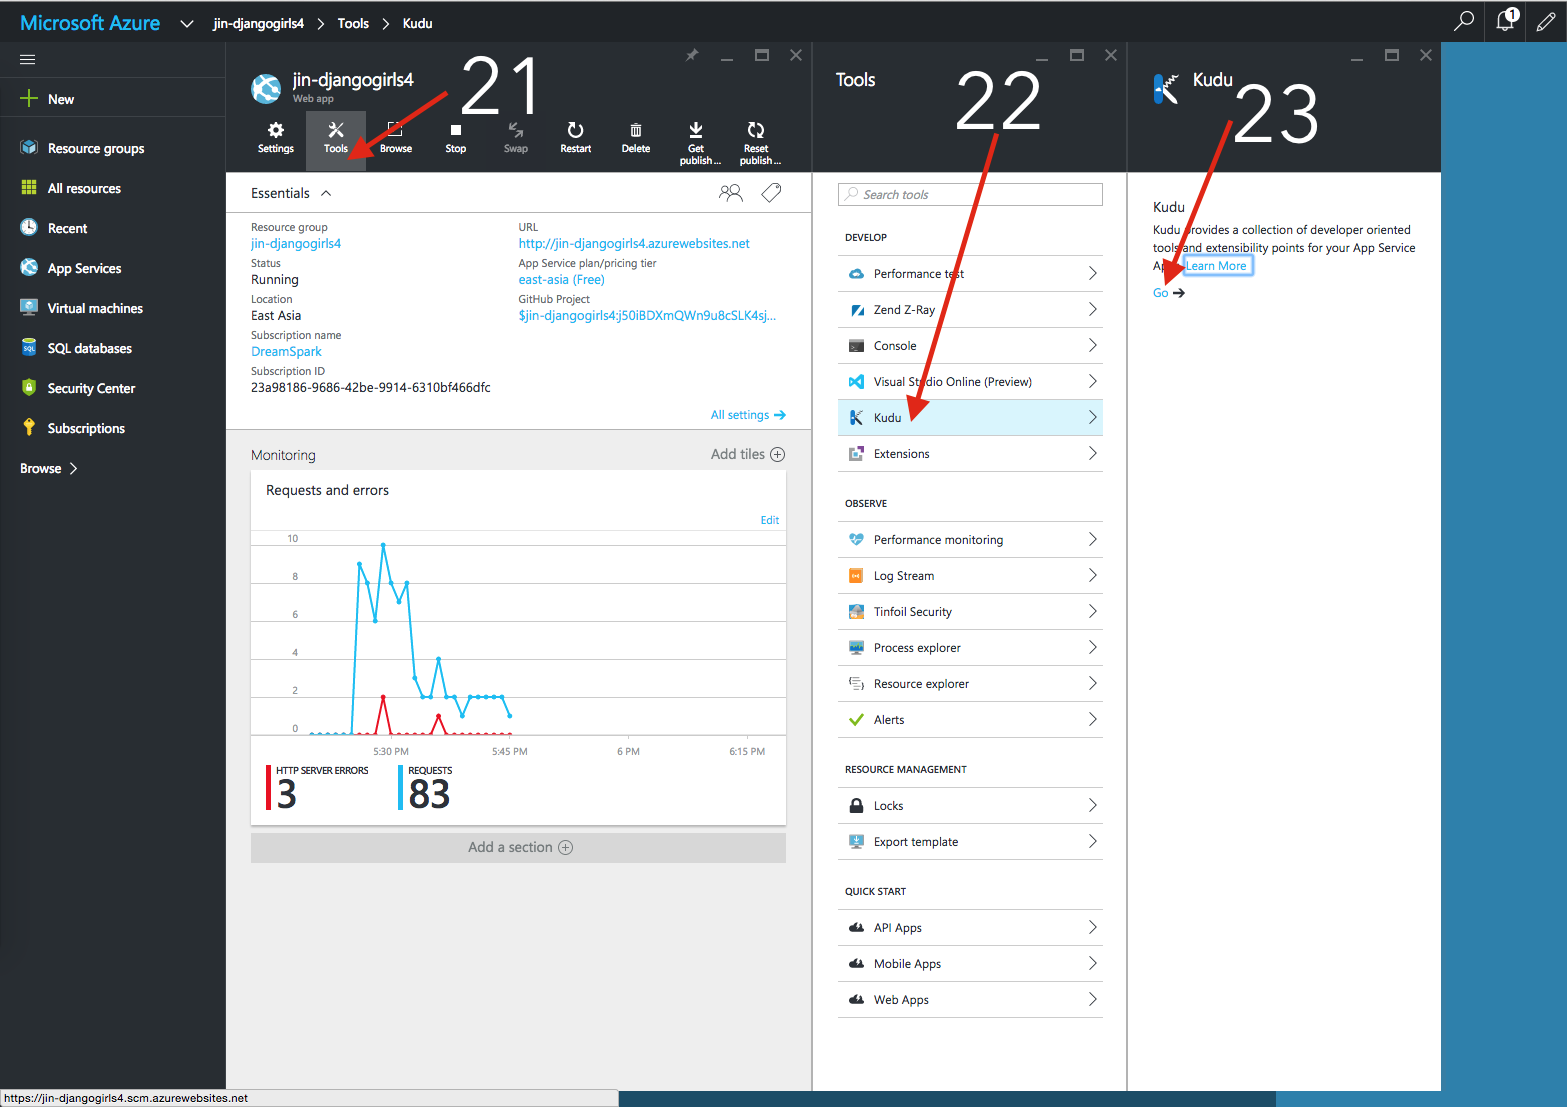 Microsoft Azure
jin-djangogirls4 > Tools > Kudu
1
New
Resource groups
All resources
Recent
App Services
Virtual machines
SQL databases
Security Center
Subscriptions
Browse >
jin-djangogirls4
Web app
21
Settings
Tools
Browse
Stop
Swap
Restart
Delete
Get publish ...
Reset publish ...
Essentials
Resource group
jin-djangogirls4
Status
Running
Location
East Asia
Subscription name
DreamSpark
Subscription ID
23a98186-9686-42be-9914-6310bf466dfc
URL
http://jin-djangogirls4.azurewebsites.net
App Service plan/pricing tier
east-asia (Free)
GitHub Project
$jin-djangogirls4:j50iBDXmQWn9u8cSLK4sj...
All settings
Monitoring
Add tiles
Requests and errors
Edit
10
8
6
4
2
0
5:30 PM
5:45 PM
6 PM
6:15 PM
HTTP SERVER ERRORS
3
REQUESTS
83
Add a section
Tools
22
Search tools
DEVELOP
Performance test
Zend Z-Ray
Console
Visual Studio Online (Preview)
Kudu
Extensions
OBSERVE
Performance monitoring
Log Stream
Tinfoil Security
Process explorer
Resource explorer
Alerts
RESOURCE MANAGEMENT
Locks
Export template
QUICK START
API Apps
Mobile Apps
Web Apps
Kudu
23
Kudu
Kudu provides a collection of developer oriented
tools and extensibility points for your App Service
Learn More
Go
https://jin-djangogirls4.scm.azurewebsites.net